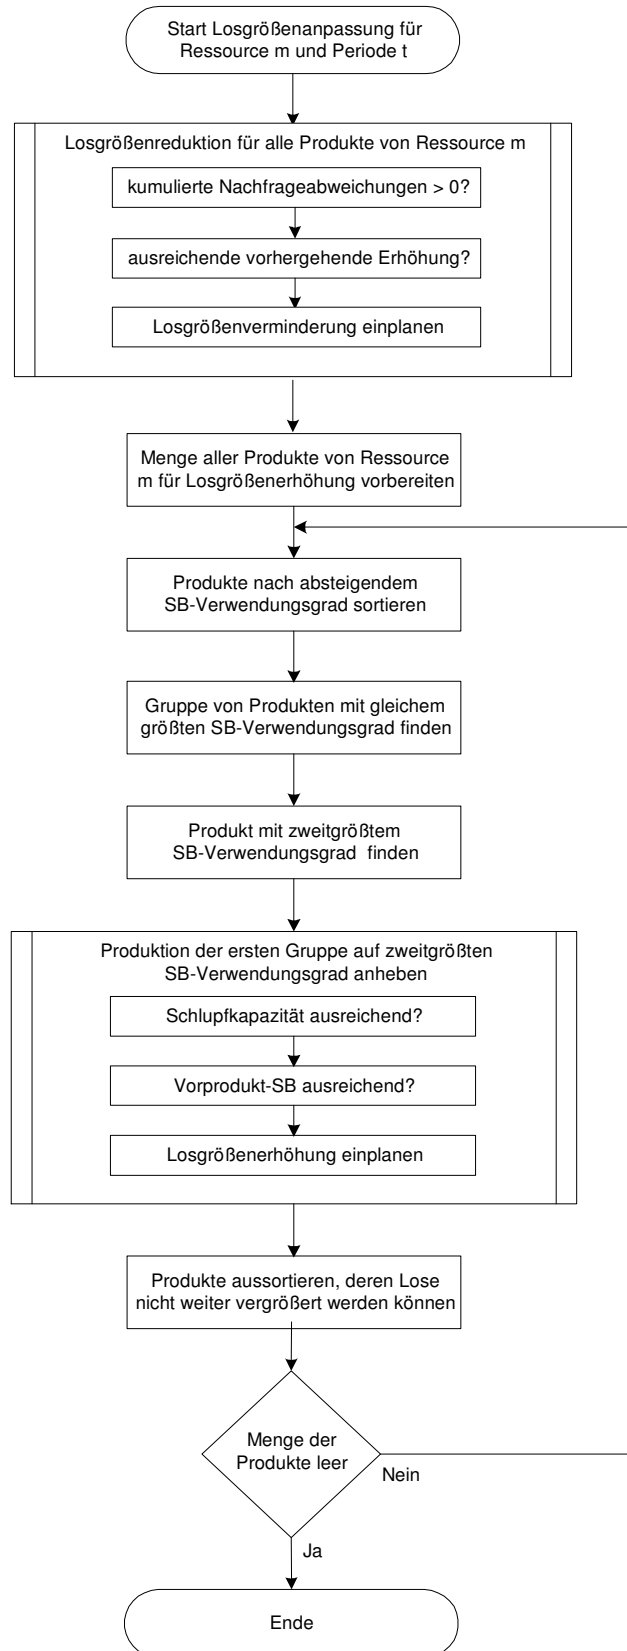 Start Losgrößenanpassung für
Ressource m und Periode t
Losgrößenreduktion für alle Produkte von Ressource m
kumulierte Nachfrageabweichungen > 0?
ausreichende vorhergehende Erhöhung?
Losgrößenverminderung einplanen
Menge aller Produkte von Ressource
m für Losgrößenerhöhung vorbereiten
Produkte nach absteigendem
SB-Verwendungsgrad sortieren
Gruppe von Produkten mit gleichem
größten SB-Verwendungsgrad finden
Produkt mit zweitgrößtem
SB-Verwendungsgrad finden
Produktion der ersten Gruppe auf zweitgrößten
SB-Verwendungsgrad anheben
Schlupfkapazität ausreichend?
Vorprodukt-SB ausreichend?
Losgrößenerhöhung einplanen
Produkte aussortieren, deren Lose
nicht weiter vergrößert werden können
Menge der
Produkte leer
Nein
Ja
Ende